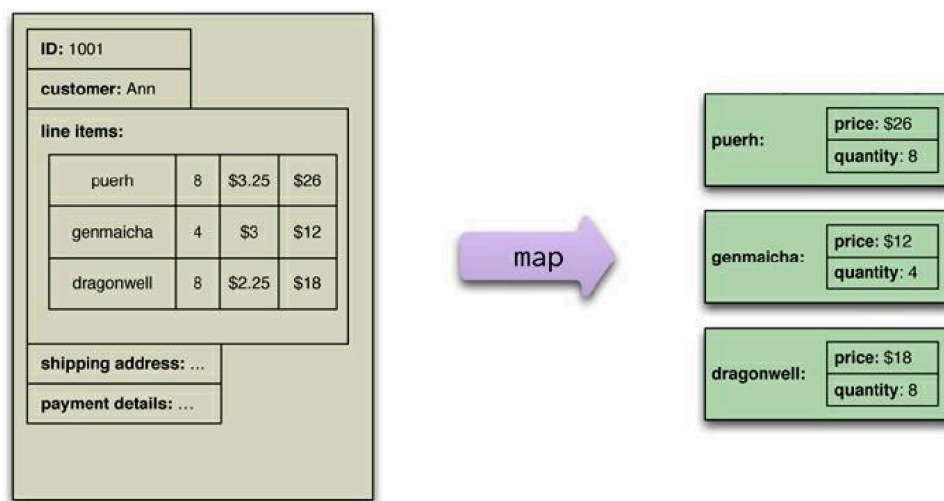 ID: 1001
customer: Ann
line items:
puerh 8 $3.25 $26
genmaicha 4 $3 $12
dragonwell 8 $2.25 $18
shipping address: ...
payment details: ...
map
puerh:
price: $26
quantity: 8
genmaicha:
price: $12
quantity: 4
dragonwell:
price: $18
quantity: 8